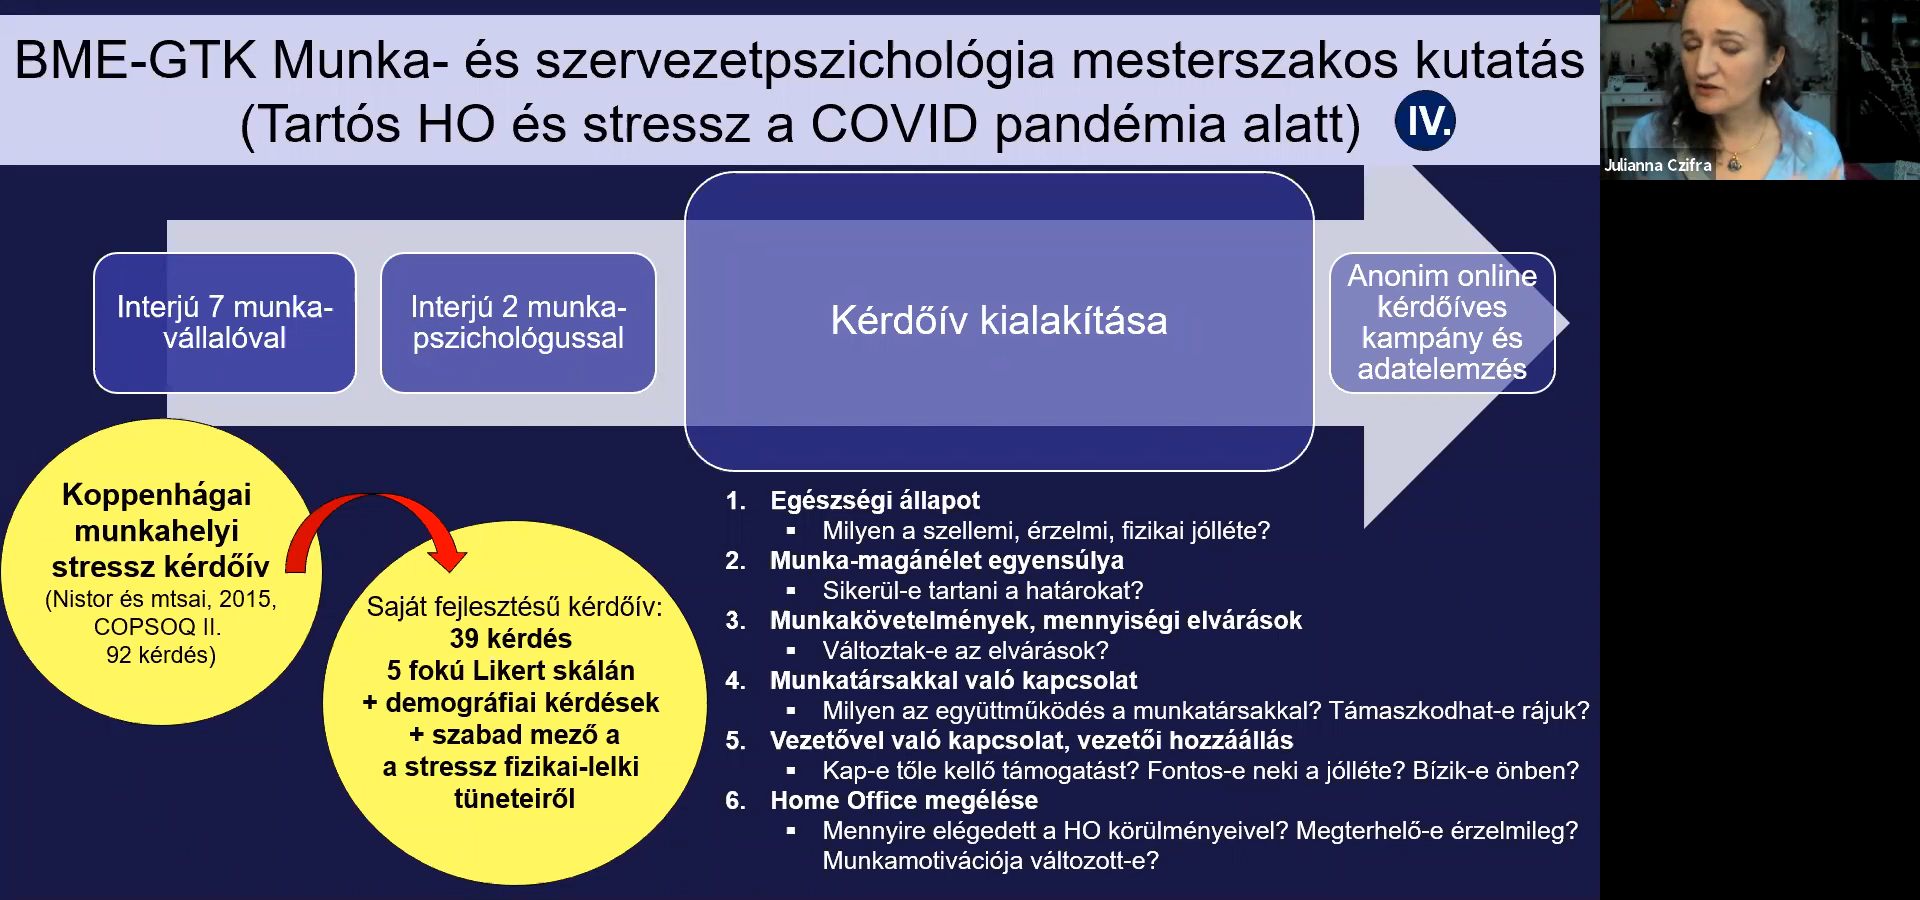 BME-GTK Munka- és szervezetpszichológia mesterszakos kutatás
(Tartós HO és stressz a COVID pandémia alatt) IV.
Julianna Czifra
Interjú 7 munka-
vállalóval
Interjú 2 munka-
pszichológussal
Kérdőív kialakítása
Anonim online
kérdőíves
kampány és
adatelemzés
Koppenhágai
munkahelyi
stressz kérdőív
(Nistor és mtsai, 2015,
COPSOQ II.
92 kérdés)
Saját fejlesztésű kérdőív:
39 kérdés
5 fokú Likert skálán
+ demográfiai kérdések
+ szabad mező a
a stressz fizikai-lelki
tüneteiről
1. Egészségi állapot
▪ Milyen a szellemi, érzelmi, fizikai jólléte?
2. Munka-magánélet egyensúlya
▪ Sikerül-e tartani a határokat?
3. Munkakövetelmények, mennyiségi elvárások
▪ Változtak-e az elvárások?
4. Munkatársakkal való kapcsolat
▪ Milyen az együttműködés a munkatársakkal? Támaszkodhat-e rájuk?
5. Vezetővel való kapcsolat, vezetői hozzáállás
▪ Kap-e tőle kellő támogatást? Fontos-e neki a jólléte? Bízik-e önben?
6. Home Office megélése
▪ Mennyire elégedett a HO körülményeivel? Megterhelő-e érzelmileg?
Munkamotivációja változott-e?